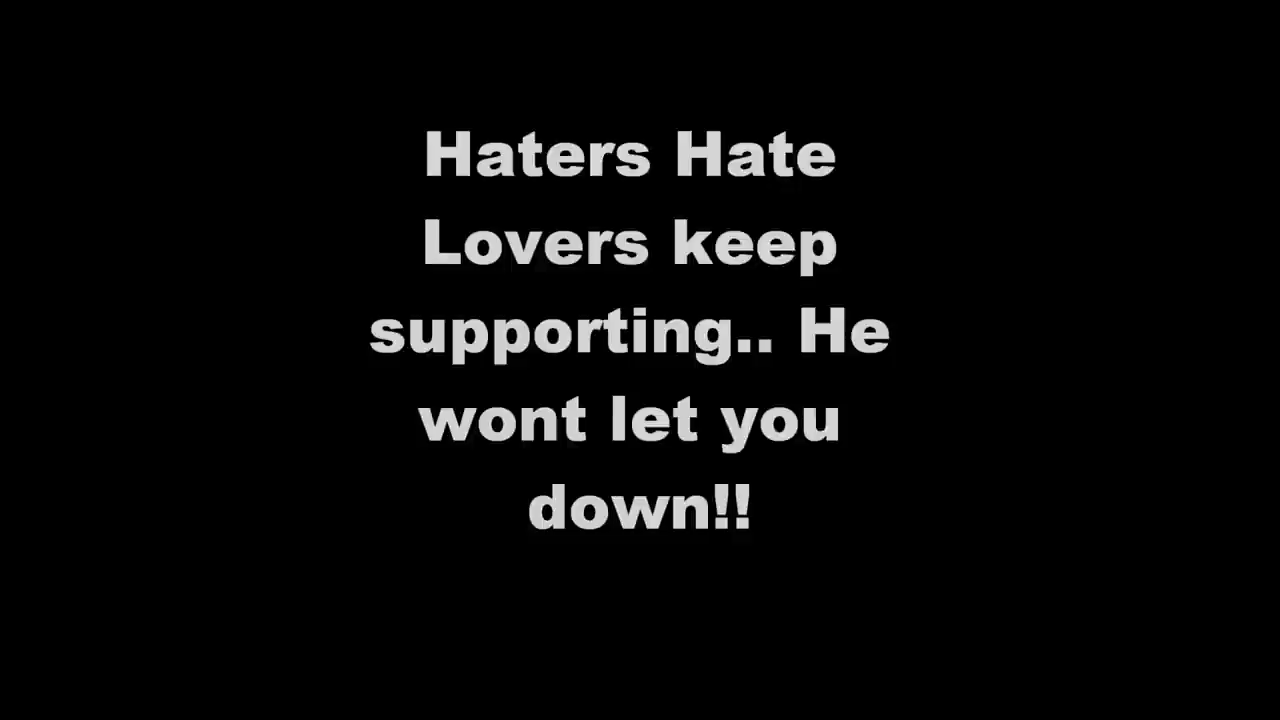 Haters Hate
Lovers keep
supporting.. He
wont let you
down!!